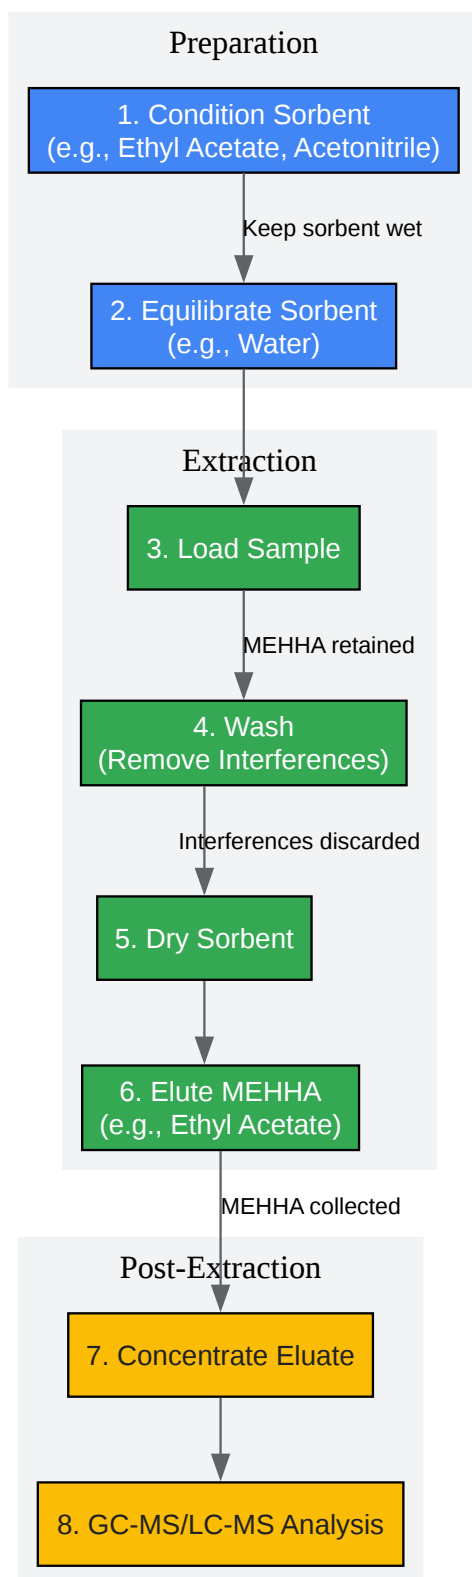 Preparation
1. Condition Sorbent
(e.g., Ethyl Acetate, Acetonitrile)
Keep sorbent wet
2. Equilibrate Sorbent
(e.g., Water)
Extraction
3. Load Sample
MEHHA retained
4. Wash
(Remove Interferences)
Interferences discarded
5. Dry Sorbent
6. Elute MEHHA
(e.g., Ethyl Acetate)
MEHHA collected
Post-Extraction
7. Concentrate Eluate
8. GC-MS/LC-MS Analysis